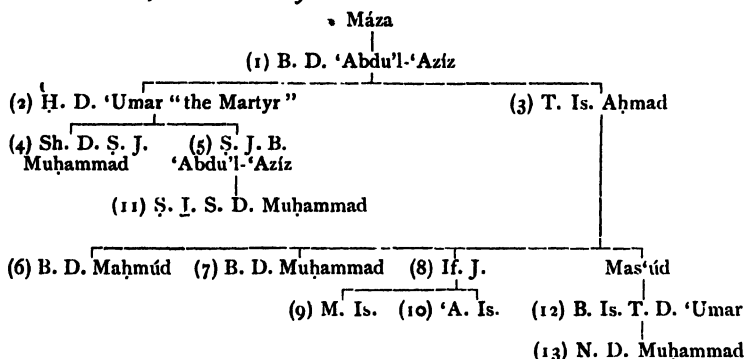 Máza
(1) B. D. ‘Abdu’l-‘Azíz
(2) Ḥ. D. ‘Umar “the Martyr” (3) T. Is. Aḥmad
(4) Sh. D. Ṣ. J. (5) Ṣ. J. B.
Muḥammad ‘Abdu’l-‘Azíz
(11) Ṣ. J. S. D. Muḥammad
(6) B. D. Maḥmúd (7) B. D. Muḥammad (8) If. J. Mas‘úd
(9) M. Is. (10) ‘A. Is. (12) B. Is. T. D. ‘Umar
(13) N. D. Muḥammad